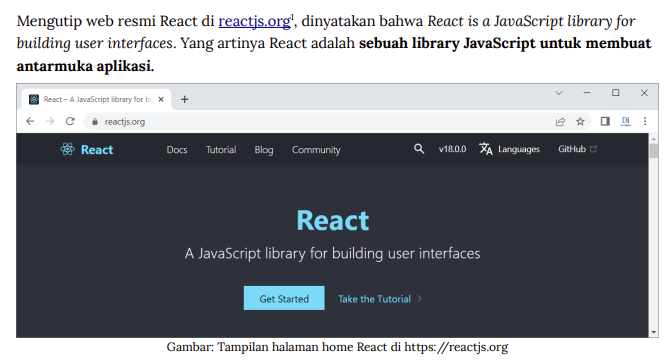 Mengutip web resmi React di reactjs.org¹, dinyatakan bahwa React is a JavaScript library for
building user interfaces. Yang artinya React adalah sebuah library JavaScript untuk membuat
antarmuka aplikasi.
React – A JavaScript library for b
reactjs.org
Di
React Docs Tutorial Blog Community v18.0.0 Languages GitHub
React
A JavaScript library for building user interfaces
Get Started Take the Tutorial
Gambar: Tampilan halaman home React di https://reactjs.org